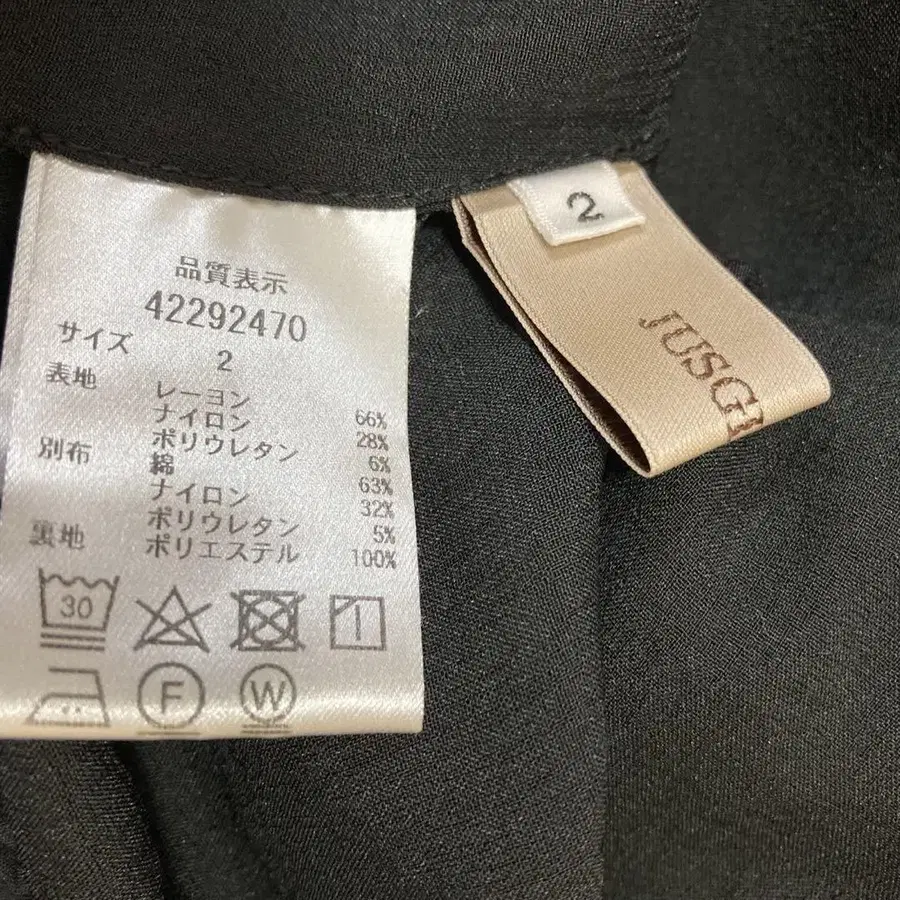 品質表示
42292470
サイズ 2
表地 レーヨン 66%
ナイロン 28%
ポリウレタン 6%
別布 綿 63%
ナイロン 32%
ポリウレタン 5%
裏地 ポリエステル 100%
30
F
W
2